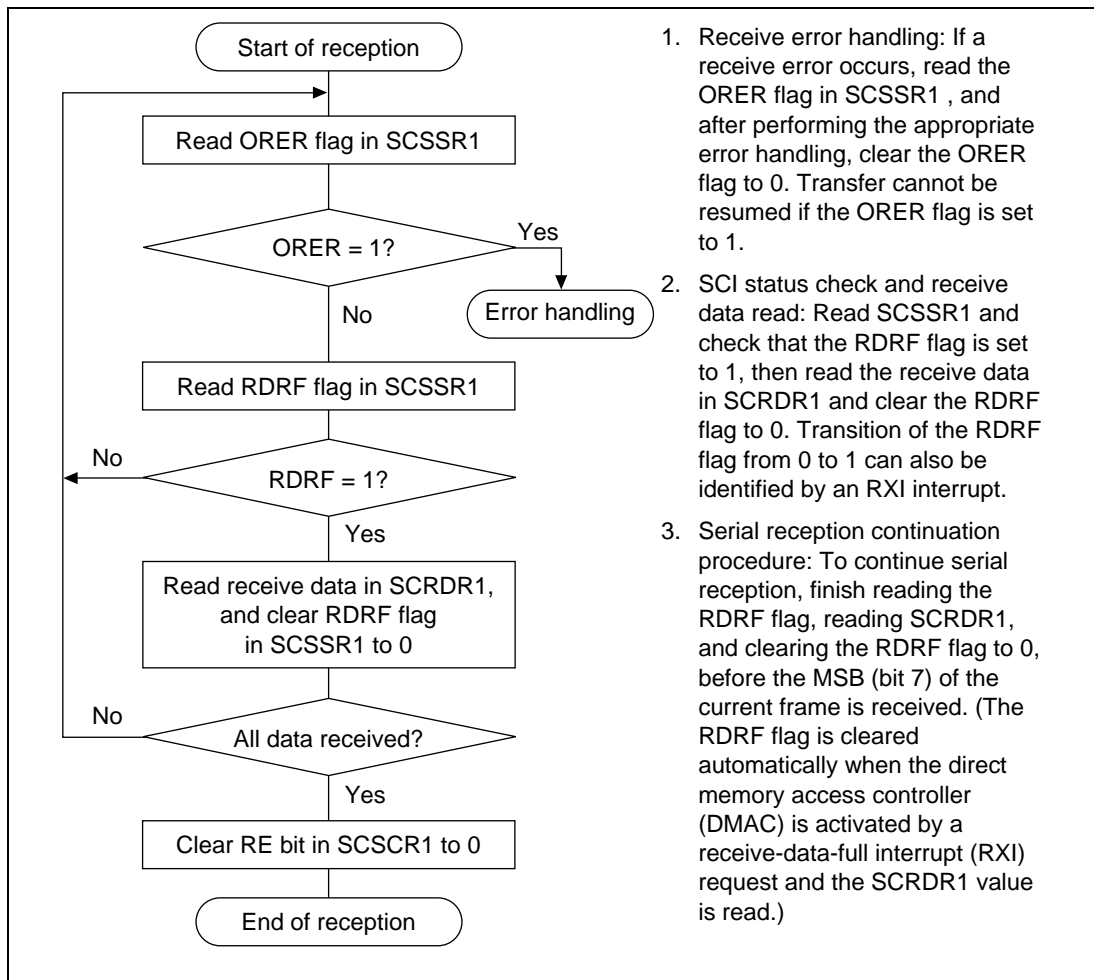 Start of reception
Read ORER flag in SCSSR1
ORER = 1?
Yes
Error handling
No
Read RDRF flag in SCSSR1
No
RDRF = 1?
Yes
Read receive data in SCRDR1,
and clear RDRF flag
in SCSSR1 to 0
No
All data received?
Yes
Clear RE bit in SCSCR1 to 0
End of reception
1. Receive error handling: If a
receive error occurs, read the
ORER flag in SCSSR1 , and
after performing the appropriate
error handling, clear the ORER
flag to 0. Transfer cannot be
resumed if the ORER flag is set
to 1.
2. SCI status check and receive
data read: Read SCSSR1 and
check that the RDRF flag is set
to 1, then read the receive data
in SCRDR1 and clear the RDRF
flag to 0. Transition of the RDRF
flag from 0 to 1 can also be
identified by an RXI interrupt.
3. Serial reception continuation
procedure: To continue serial
reception, finish reading the
RDRF flag, reading SCRDR1,
and clearing the RDRF flag to 0,
before the MSB (bit 7) of the
current frame is received. (The
RDRF flag is cleared
automatically when the direct
memory access controller
(DMAC) is activated by a
receive-data-full interrupt (RXI)
request and the SCRDR1 value
is read.)